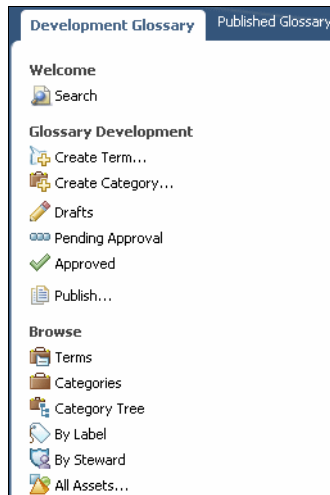 Development Glossary
Published Glossary
Welcome
Search
Glossary Development
Create Term...
Create Category...
Drafts
Pending Approval
Approved
Publish...
Browse
Terms
Categories
Category Tree
By Label
By Steward
All Assets...